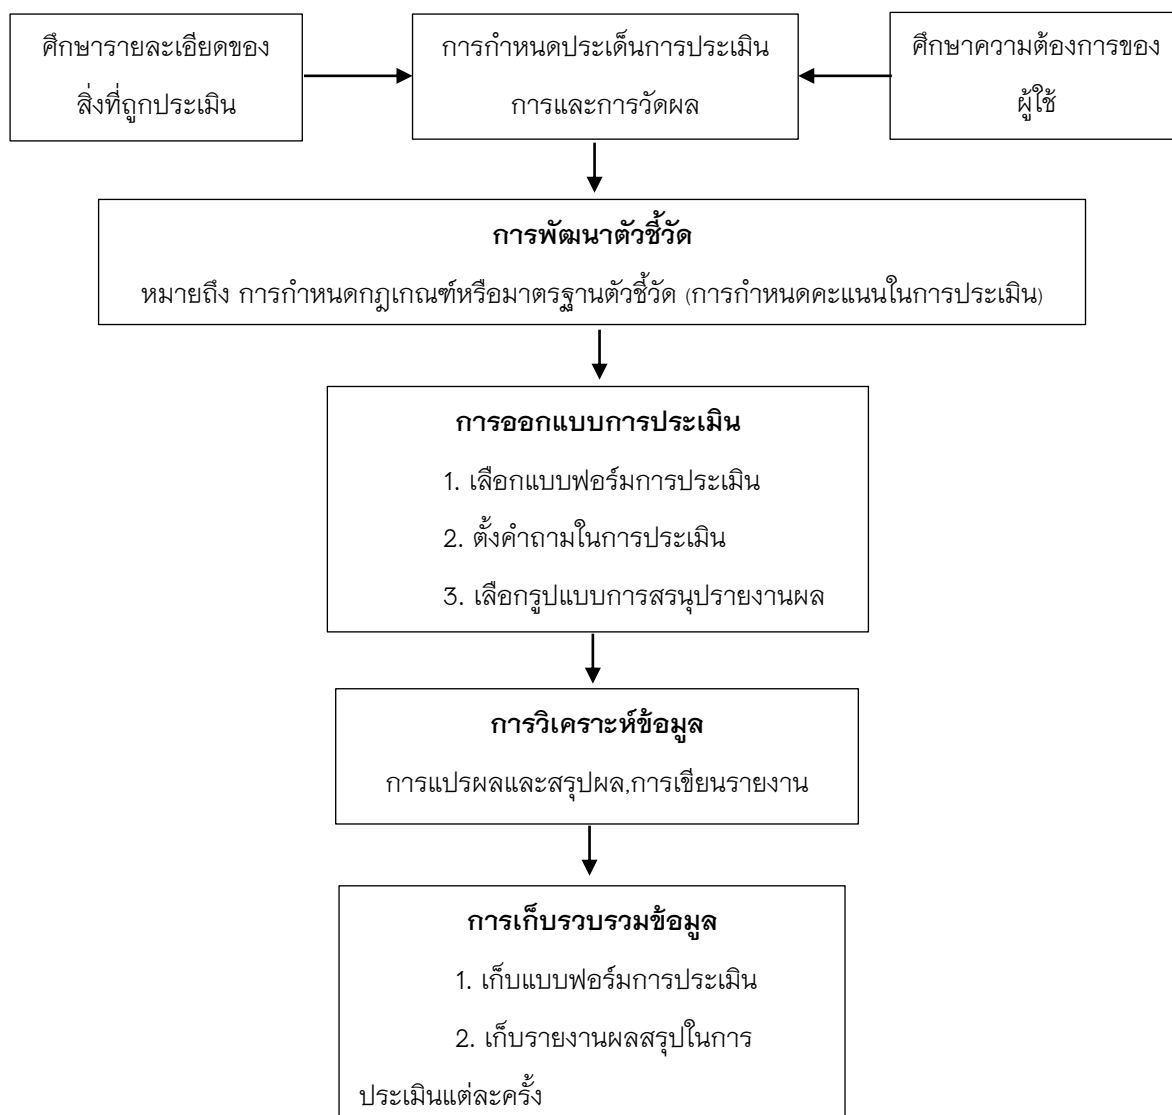 ศึกษารายละเอียดของ
สิ่งที่ถูกประเมิน
การกำหนดประเด็นการประเมิน
การและการวัดผล
ศึกษาความต้องการของ
ผู้ใช้
การพัฒนาตัวชี้วัด
หมายถึง การกำหนดกฎเกณฑ์หรือมาตรฐานตัวชี้วัด (การกำหนดคะแนนในการประเมิน)
การออกแบบการประเมิน
1. เลือกแบบฟอร์มการประเมิน
2. ตั้งคำถามในการประเมิน
3. เลือกรูปแบบการสรนุปรายงานผล
การวิเคราะห์ข้อมูล
การแปรผลและสรุปผล,การเขียนรายงาน
การเก็บรวบรวมข้อมูล
1. เก็บแบบฟอร์มการประเมิน
2. เก็บรายงานผลสรุปในการ
ประเมินแต่ละครั้ง